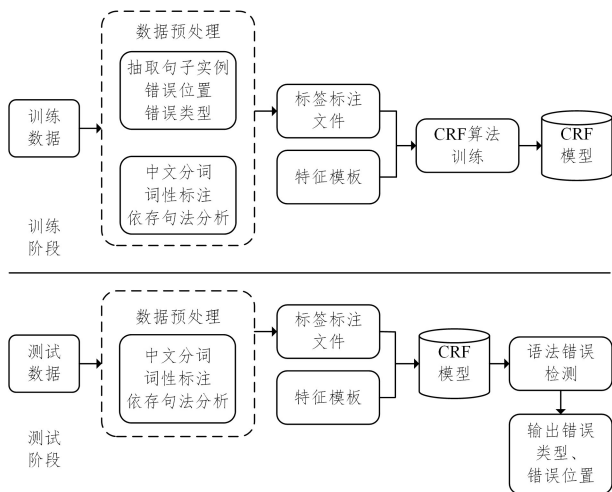 数据预处理
抽取句子实例
错误位置
错误类型
中文分词
词性标注
依存句法分析
训练
数据
标签标注
文件
特征模板
CRF算法
训练
CRF
模型
训练
阶段
数据预处理
中文分词
词性标注
依存句法分析
测试
数据
标签标注
文件
特征模板
CRF
模型
语法错误
检测
输出错误
类型、
错误位置
测试
阶段